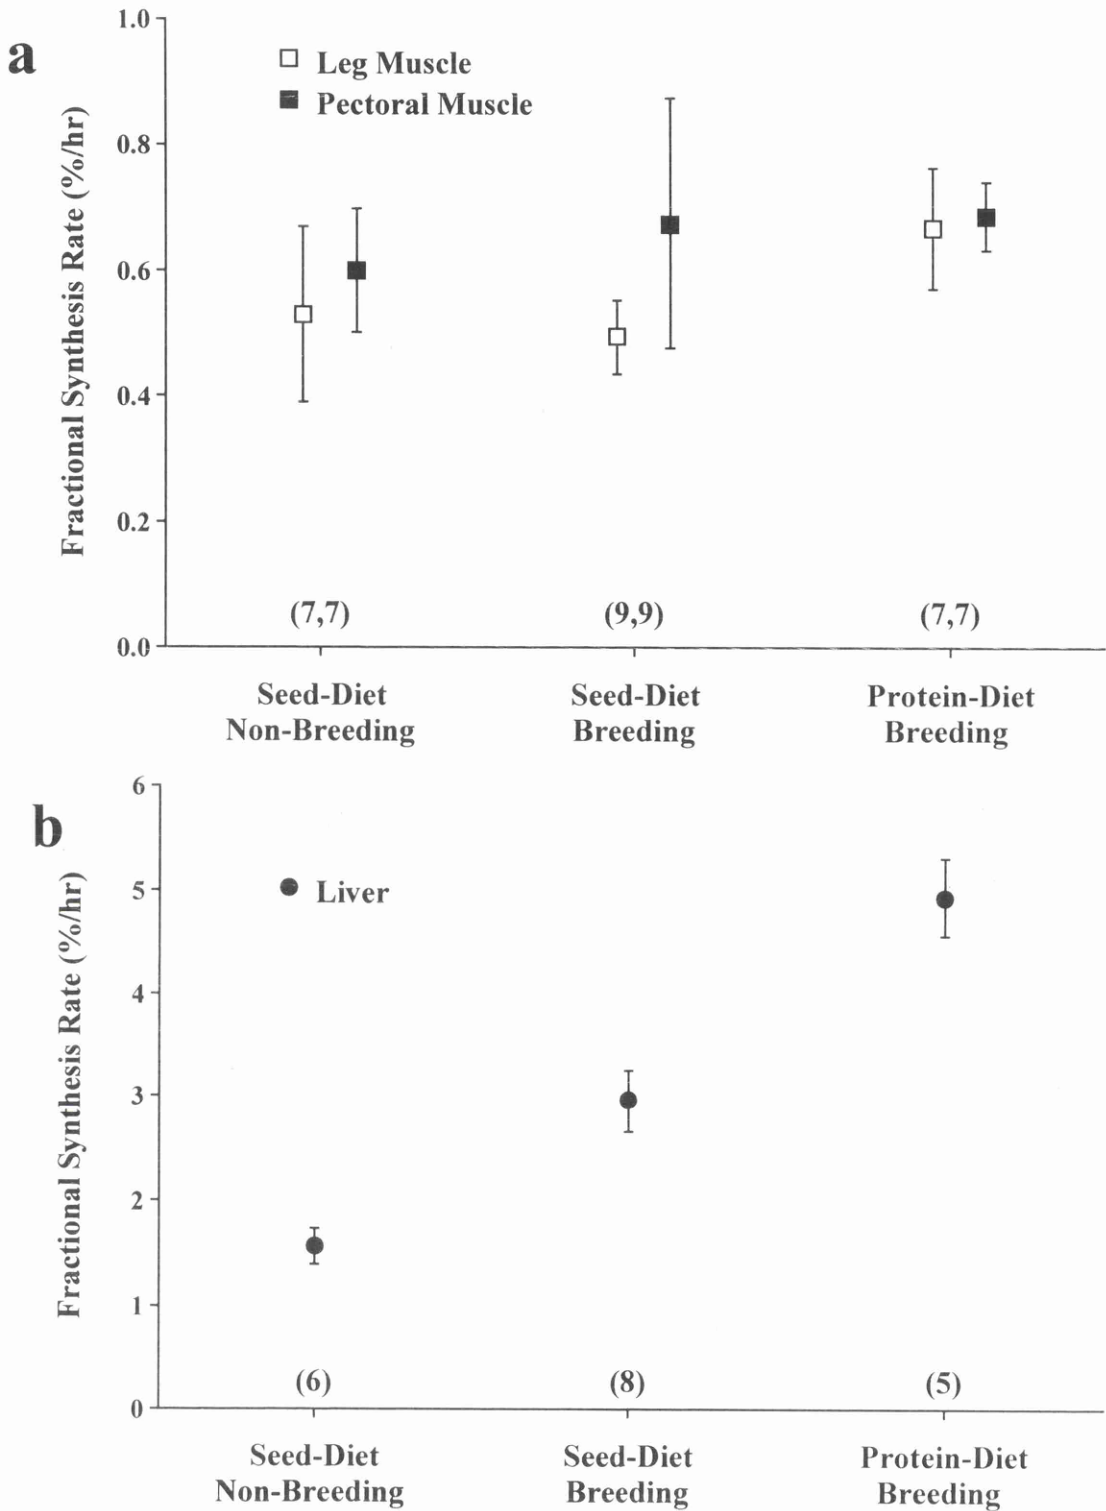 a
Fractional Synthesis Rate (%/hr)
1.0
0.8
0.6
0.4
0.2
0.0
Leg Muscle
Pectoral Muscle
(7,7)
(9,9)
(7,7)
Seed-Diet
Non-Breeding
Seed-Diet
Breeding
Protein-Diet
Breeding
b
Fractional Synthesis Rate (%/hr)
6
5
4
3
2
1
0
Liver
(6)
(8)
(5)
Seed-Diet
Non-Breeding
Seed-Diet
Breeding
Protein-Diet
Breeding